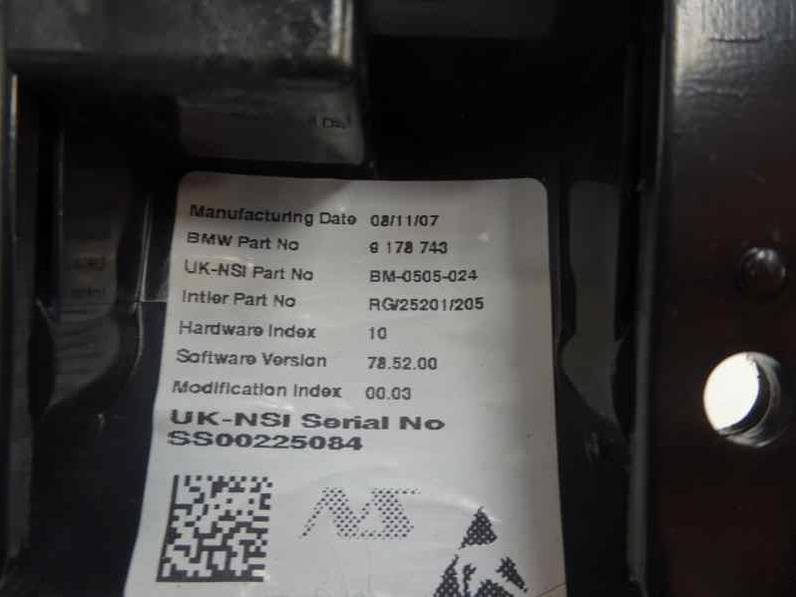 Manufacturing Date 08/11/07
BMW Part No 9 178 743
UK-NSI Part No BM-0505-024
Intier Part No RG/25201/205
Hardware Index 10
Software Version 78.52.00
Modification Index 00.03
UK-NSI Serial No
SS00225084
NS